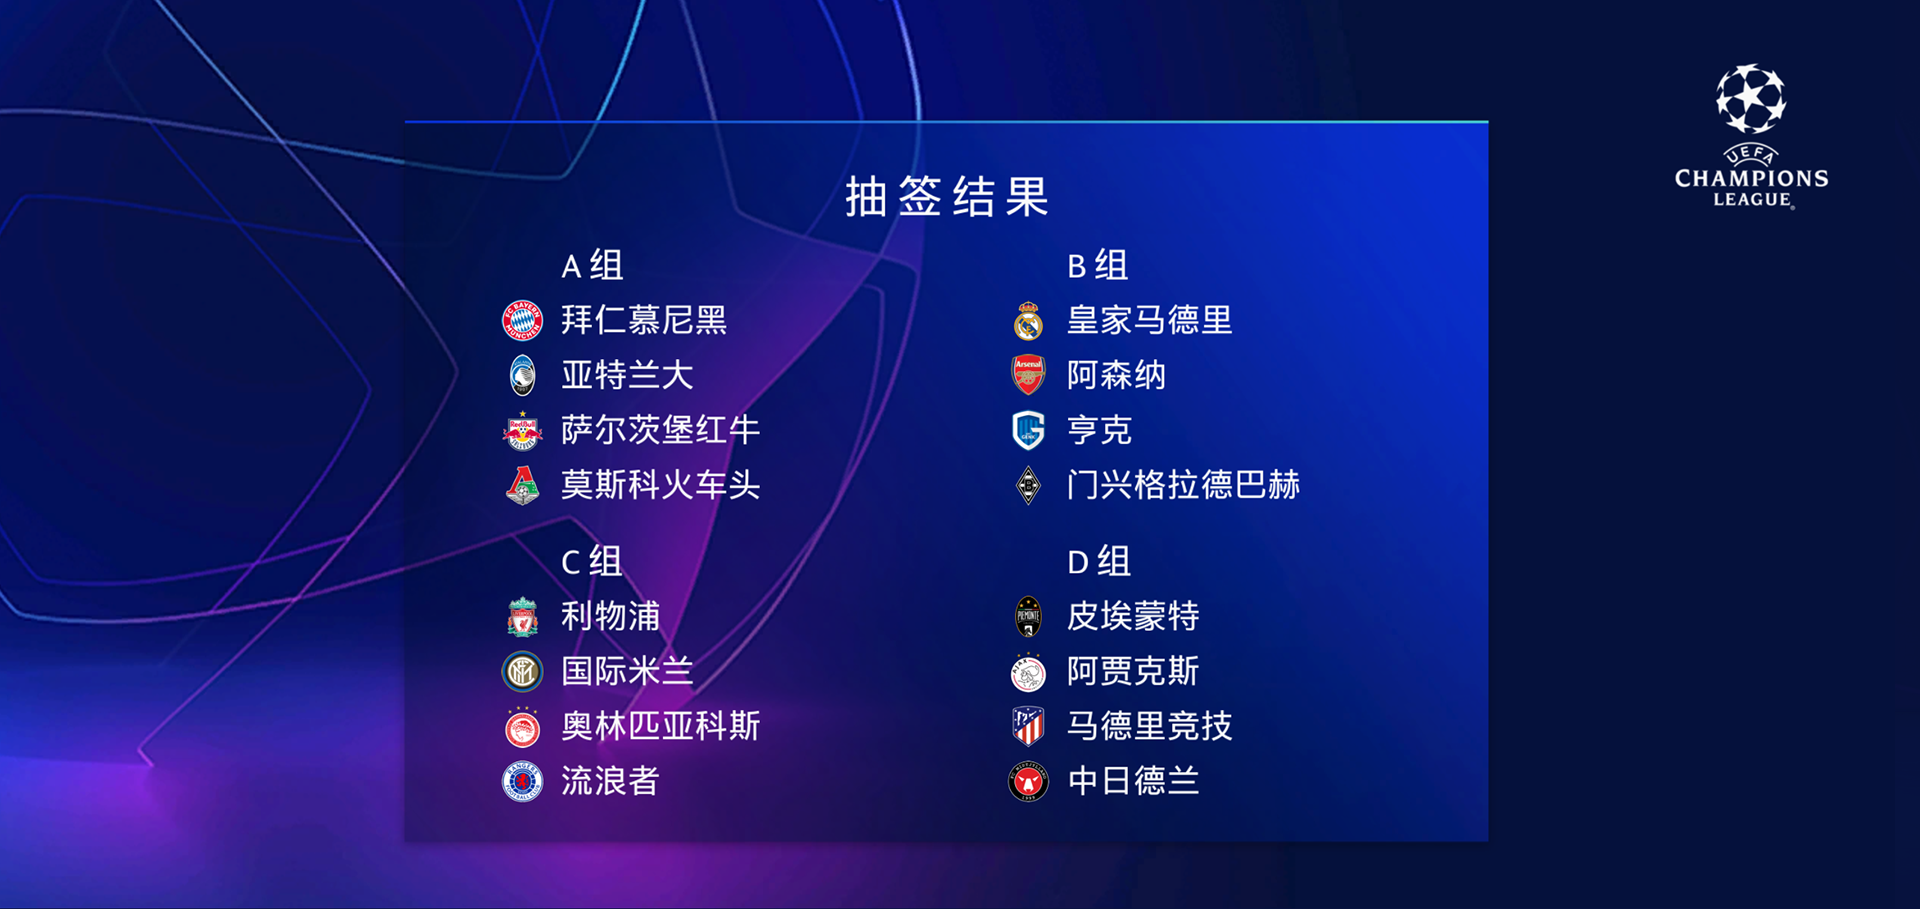 UEFA
CHAMPIONS
LEAGUE
抽签结果
A 组
拜仁慕尼黑
亚特兰大
萨尔茨堡红牛
莫斯科火车头
B 组
皇家马德里
阿森纳
亨克
门兴格拉德巴赫
C 组
利物浦
国际米兰
奥林匹亚科斯
流浪者
D 组
皮埃蒙特
阿贾克斯
马德里竞技
中日德兰